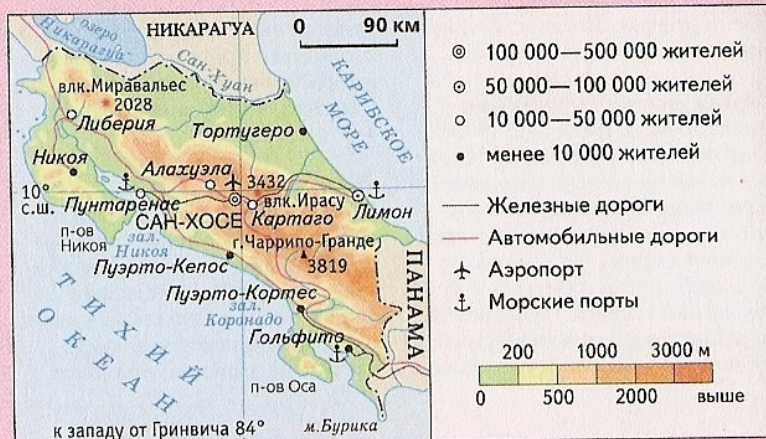 озеро
Никарагуа
НИКАРАГУА
0 90 км
Сан-Хуан
КАРИБСКОЕ
МОРЕ
влк.Миравальес
2028
Либерия
Тортугеро
Никоя
Алахуэла
3432
10°
с.ш.
Пунтаренас
влк.Ирасу
Лимон
САН-ХОСЕ
Картаго
п-ов
Никоя
зал.
Никоя
г.Чаррипо-Гранде
3819
Пуэрто-Кепос
ПАНАМА
Пуэрто-Кортес
зал.
Коронадо
Гольфито
ТИХИЙ
ОКЕАН
п-ов Оса
к западу от Гринвича 84°
м.Бурика
100 000—500 000 жителей
50 000—100 000 жителей
10 000—50 000 жителей
менее 10 000 жителей
Железные дороги
Автомобильные дороги
Аэропорт
Морские порты
200 1000 3000 м
0 500 2000 выше